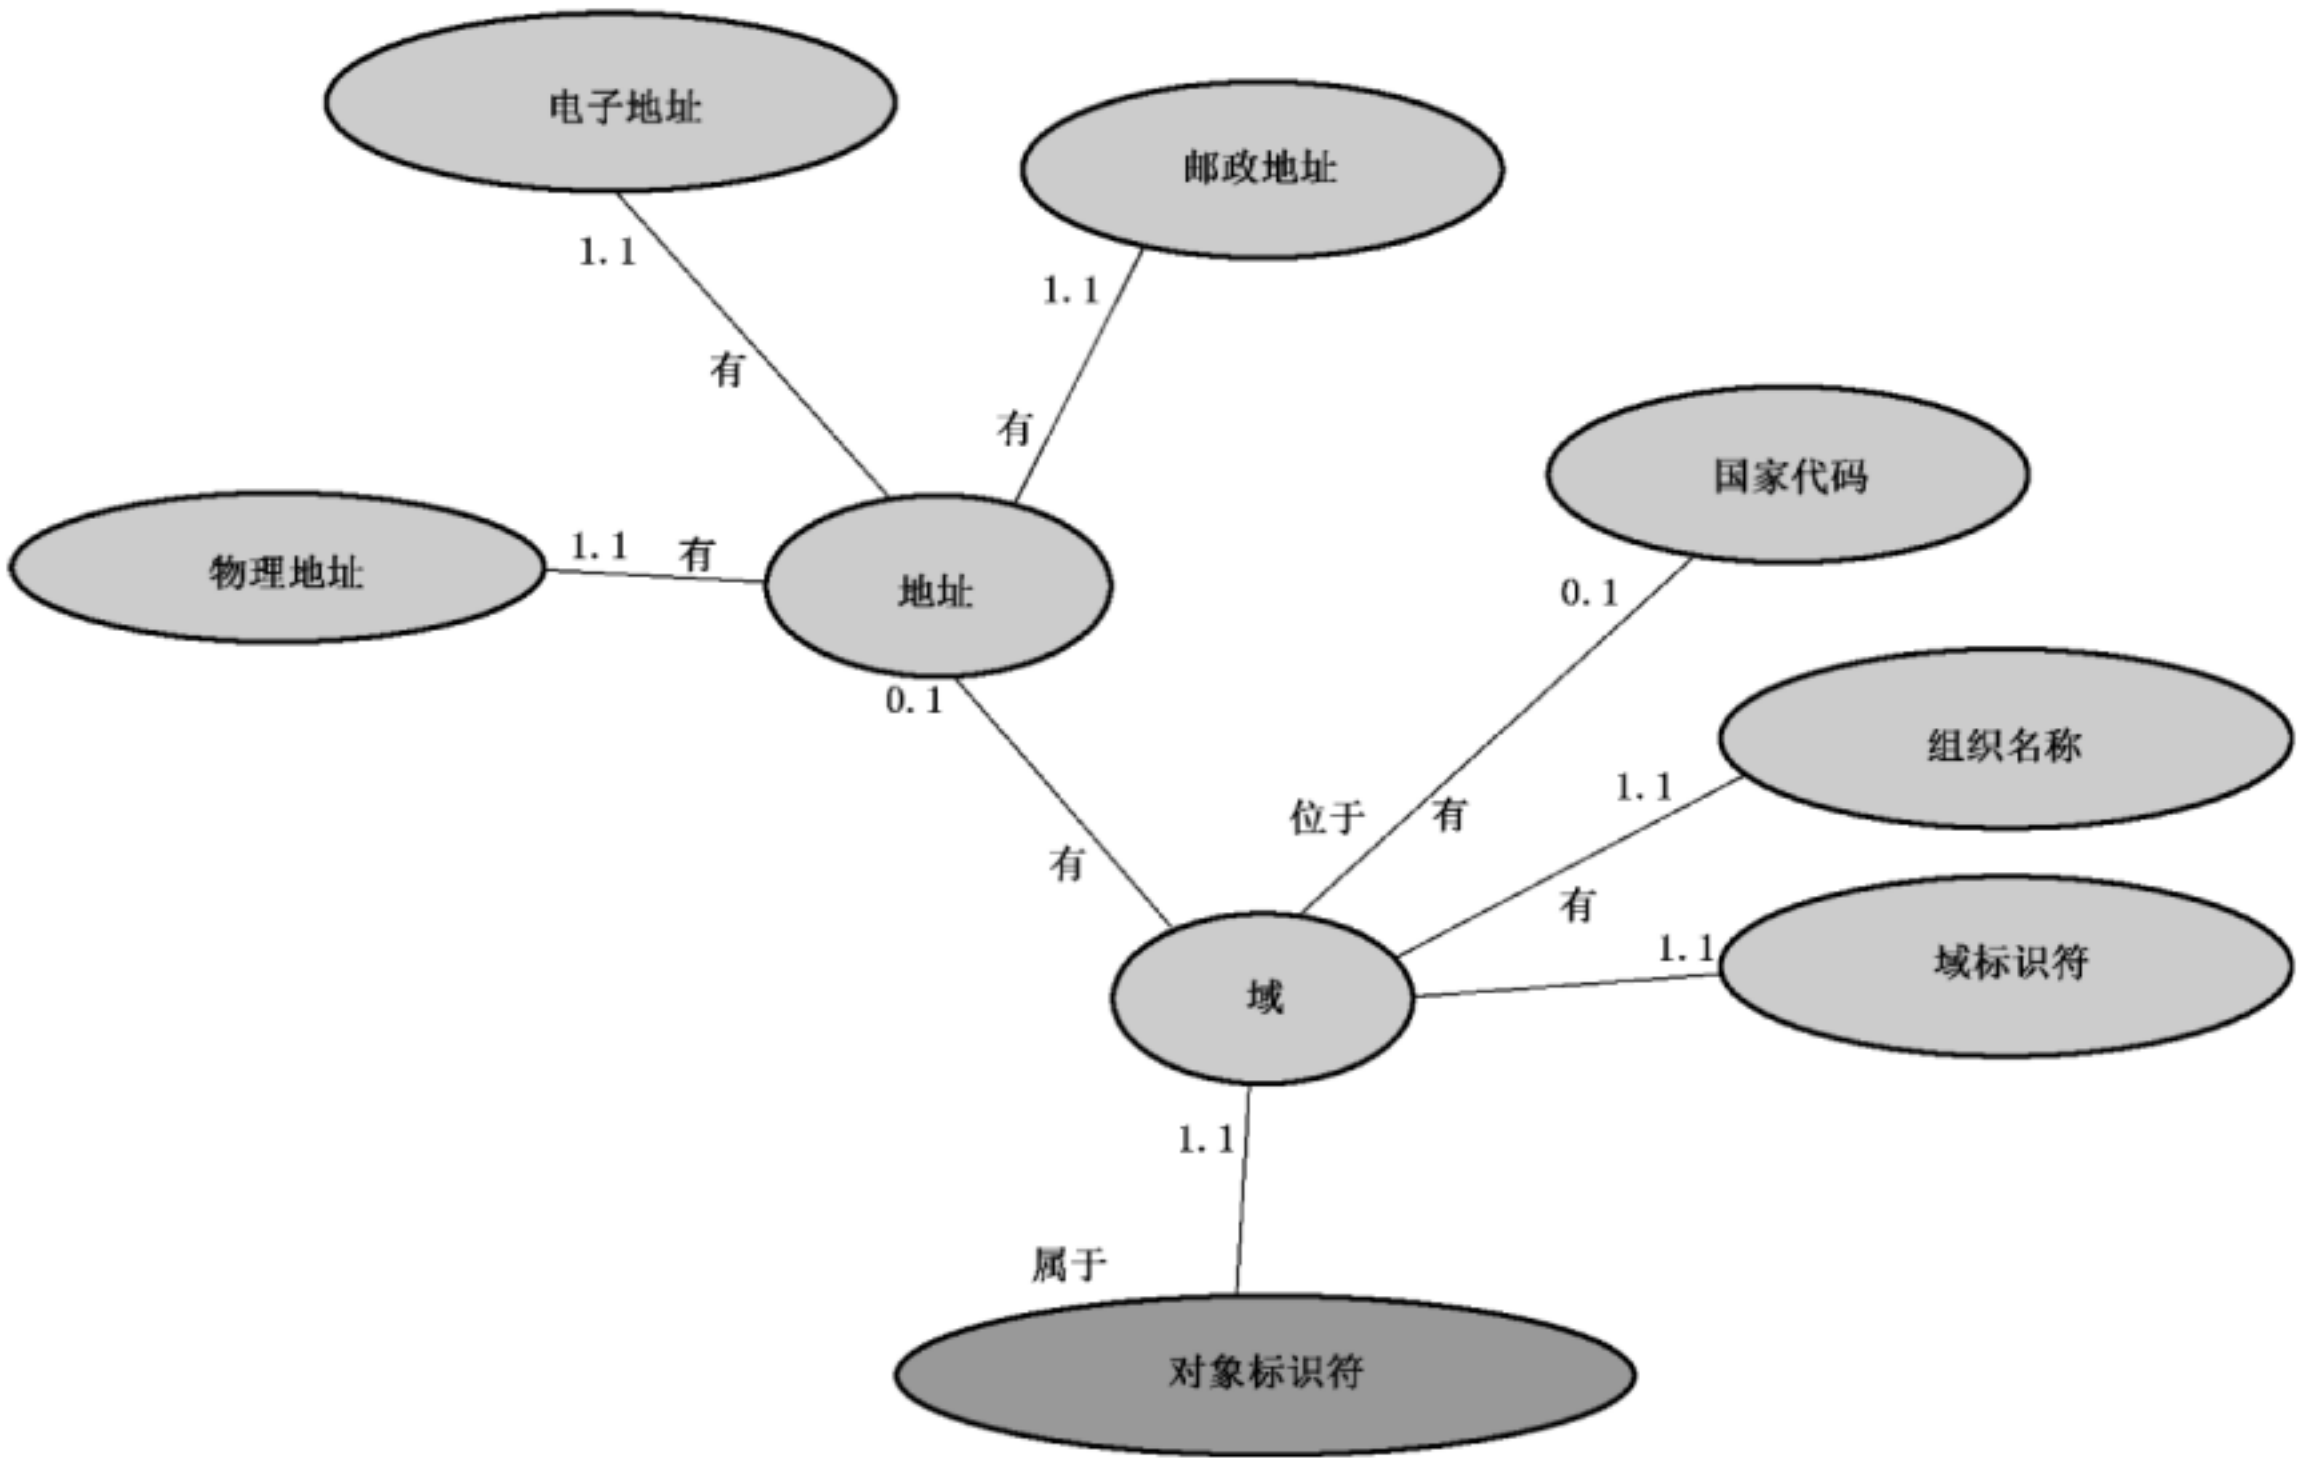 电子地址
邮政地址
1.1
1.1
有
有
国家代码
物理地址
1.1
有
地址
0.1
0.1
组织名称
1.1
位于
有
有
有
1.1
域标识符
域
1.1
属于
对象标识符